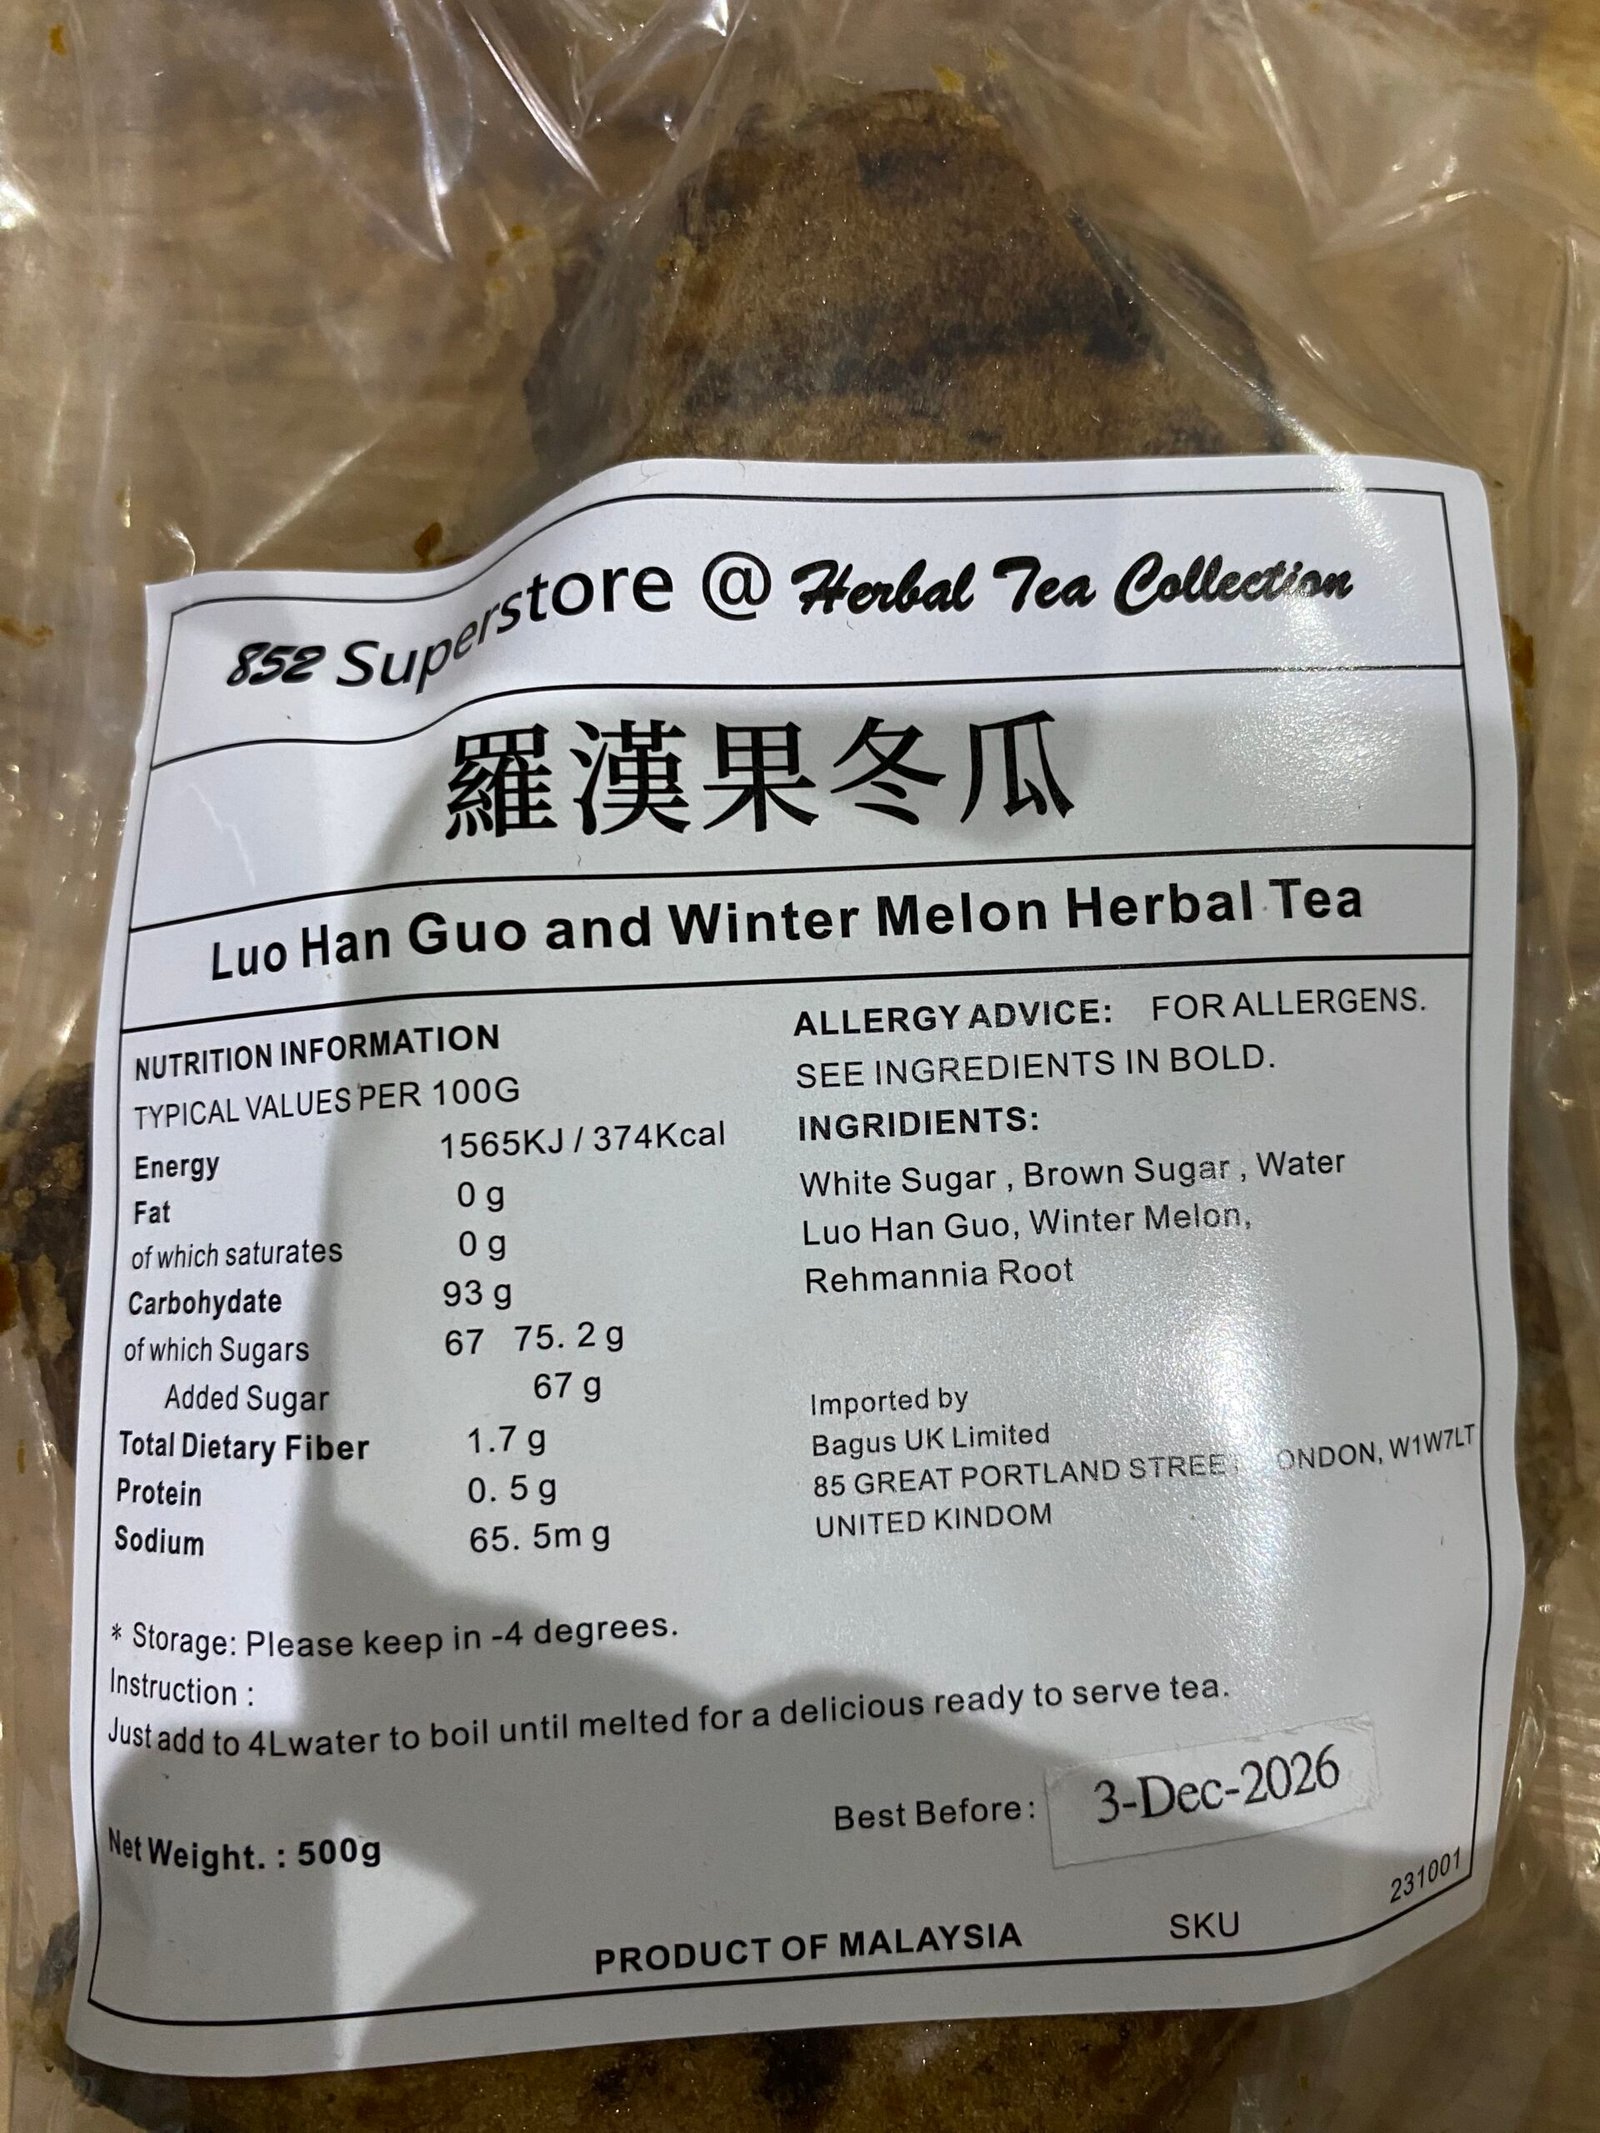 852 Superstore @ Herbal Tea Collection
羅漢果冬瓜
Luo Han Guo and Winter Melon Herbal Tea
NUTRITION INFORMATION
TYPICAL VALUES PER 100G
Energy 1565KJ / 374Kcal
Fat 0 g
of which saturates 0 g
Carbohydate 93 g
of which Sugars 67 75. 2 g
Added Sugar 67 g
Total Dietary Fiber 1.7 g
Protein 0. 5 g
Sodium 65. 5m g
ALLERGY ADVICE: FOR ALLERGENS.
SEE INGREDIENTS IN BOLD.
INGRIDIENTS:
White Sugar , Brown Sugar , Water
Luo Han Guo, Winter Melon,
Rehmannia Root
Imported by
Bagus UK Limited
85 GREAT PORTLAND W1W7LT
UNITED KINDOM
* Storage: Please keep in -4 degrees.
Instruction :
Just add to 4Lwater to boil until melted for a delicious ready to serve tea.
Best Before: 3-Dec-2026
Net Weight. : 500g
231001
PRODUCT OF MALAYSIA SKU